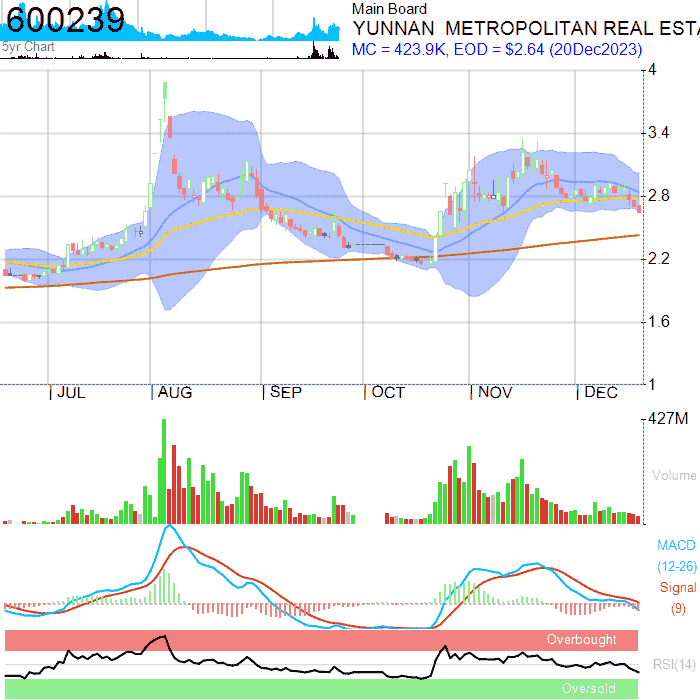 600239
5yr Chart
Main Board
YUNNAN METROPOLITAN REAL ESTA
MC = 423.9K, EOD = $2.64 (20Dec2023)
4
3.4
2.8
2.2
1.6
1
JUL AUG SEP OCT NOV DEC
427M
Volume
MACD
(12-26)
Signal
(9)
Overbought
RSI(14)
Oversold